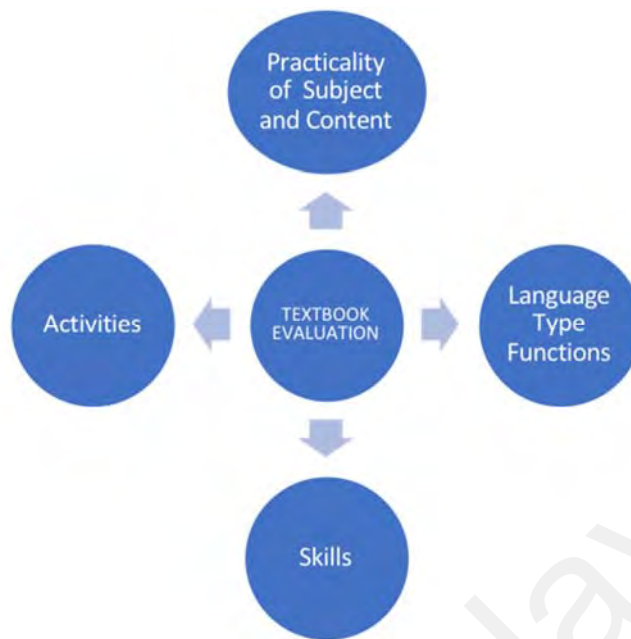 Practicality
of Subject
and Content
Activities
TEXTBOOK
EVALUATION
Language
Type
Functions
Skills